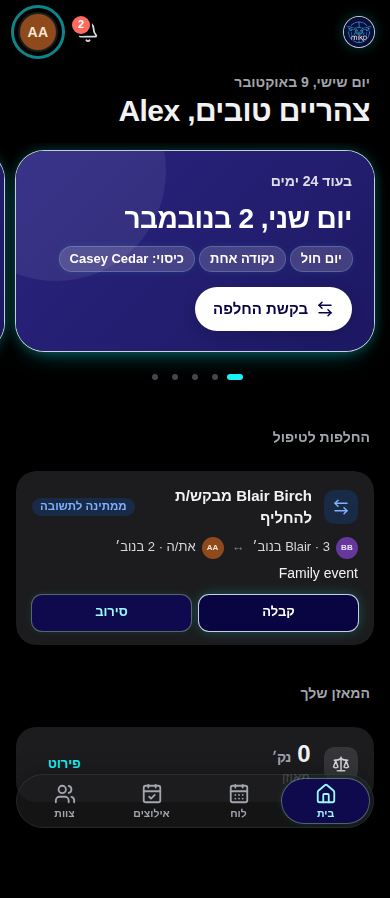 miko
2
AA
יום שישי, 9 באוקטובר
צהריים טובים, Alex
בעוד 24 ימים
יום שני, 2 בנובמבר
יום חול
נקודה אחת
כיסוי: Casey Cedar
בקשת החלפה
החלפות לטיפול
Blair Birch מבקש/ת להחליף
ממתינה לתשובה
BB
Blair · 3 בנוב׳ ↔ AA את/ה · 2 בנוב׳
Family event
קבלה
סירוב
המאזן שלך
0 נק׳
מאוזן
פירוט
בית
לוח
אילוצים
צוות